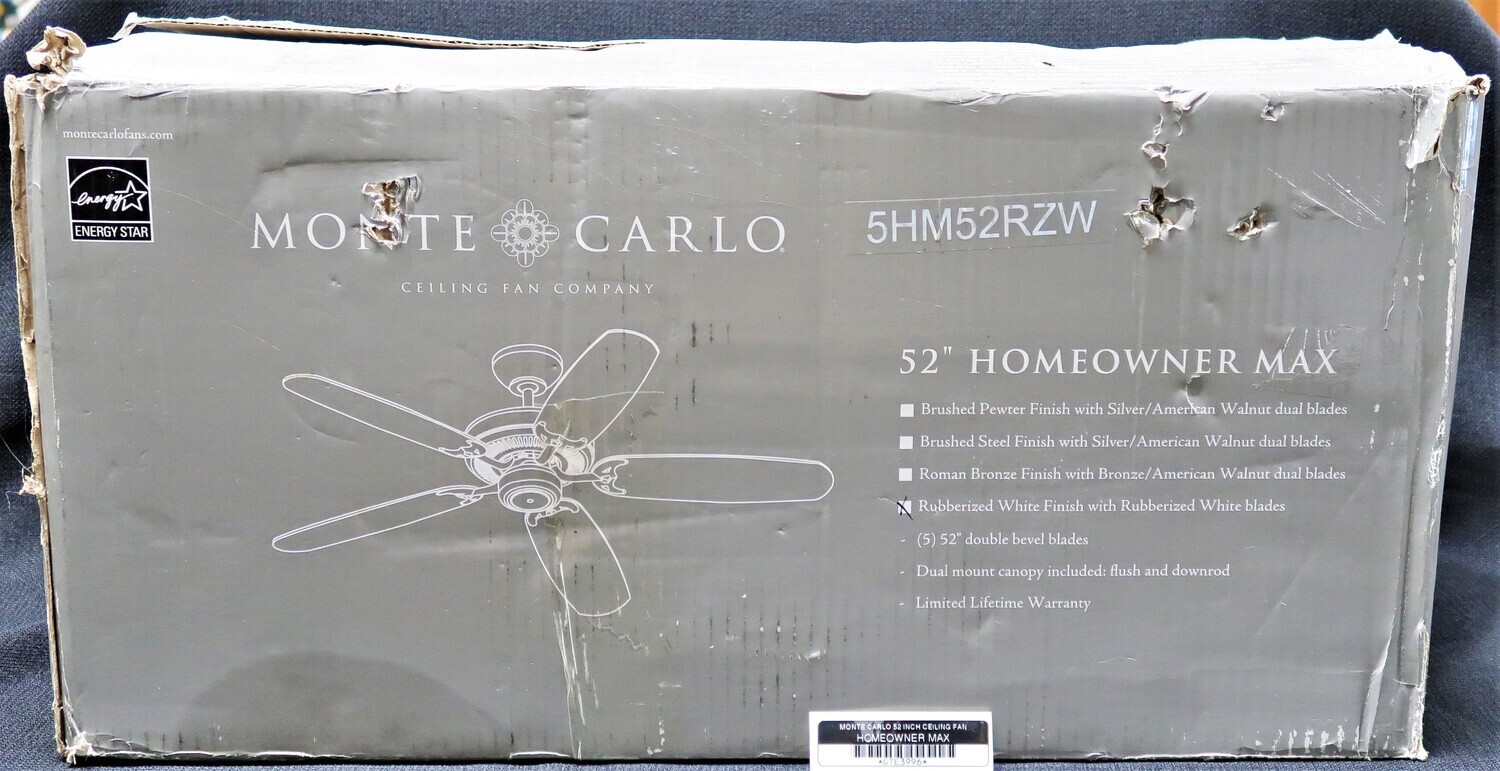 montecarlofans.com
energy
ENERGY STAR
MONTE CARLO
CEILING FAN COMPANY
5HM52RZW
52" HOMEOWNER MAX
Brushed Pewter Finish with Silver/American Walnut dual blades
Brushed Steel Finish with Silver/American Walnut dual blades
Roman Bronze Finish with Bronze/American Walnut dual blades
Rubberized White Finish with Rubberized White blades
- (5) 52" double bevel blades
- Dual mount canopy included: flush and downrod
- Limited Lifetime Warranty
MONTE CARLO 52 INCH CEILING FAN
HOMEOWNER MAX
*GTE3996*